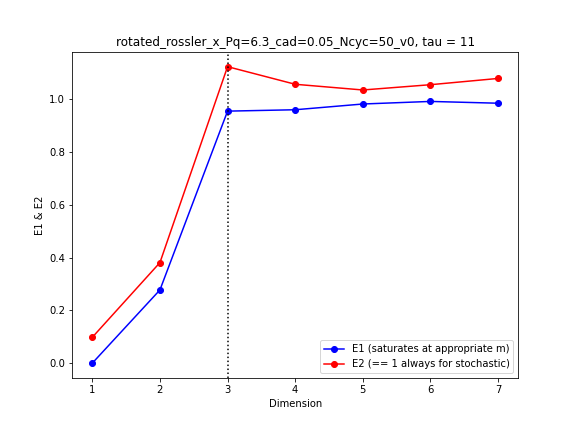 rotated_rossler_x_Pq=6.3_cad=0.05_Ncyc=50_v0, tau = 11
E1 & E2
1.0
0.8
0.6
0.4
0.2
0.0
E1 (saturates at appropriate m)
E2 (== 1 always for stochastic)
1 2 3 4 5 6 7
Dimension